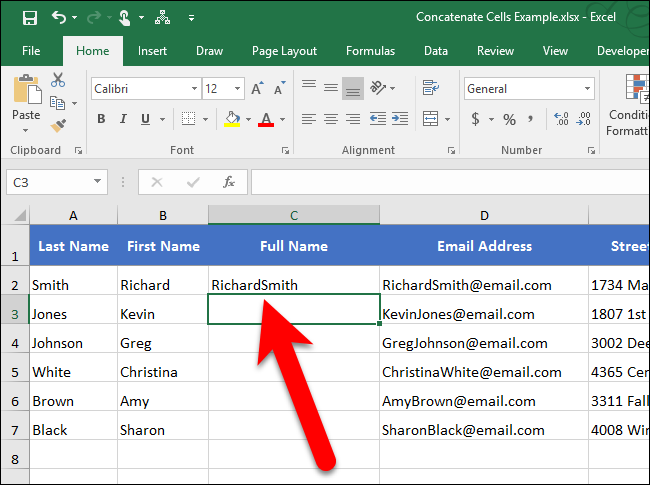 Concatenate Cells Example.xlsx - Excel
File Home Insert Draw Page Layout Formulas Data Review View Developer
Paste Calibri 12 A A General Conditi
B I U A $ % , .0 .00 Formatt
Clipboard Font Alignment Number
C3 fx
A B C D
1 Last Name First Name Full Name Email Address Street
2 Smith Richard RichardSmith RichardSmith@email.com 1734 Ma
3 Jones Kevin KevinJones@email.com 1807 1st
4 Johnson Greg GregJohnson@email.com 3002 Dee
5 White Christina ChristinaWhite@email.com 4365 Cen
6 Brown Amy AmyBrown@email.com 3311 Fall
7 Black Sharon SharonBlack@email.com 4008 Win
8